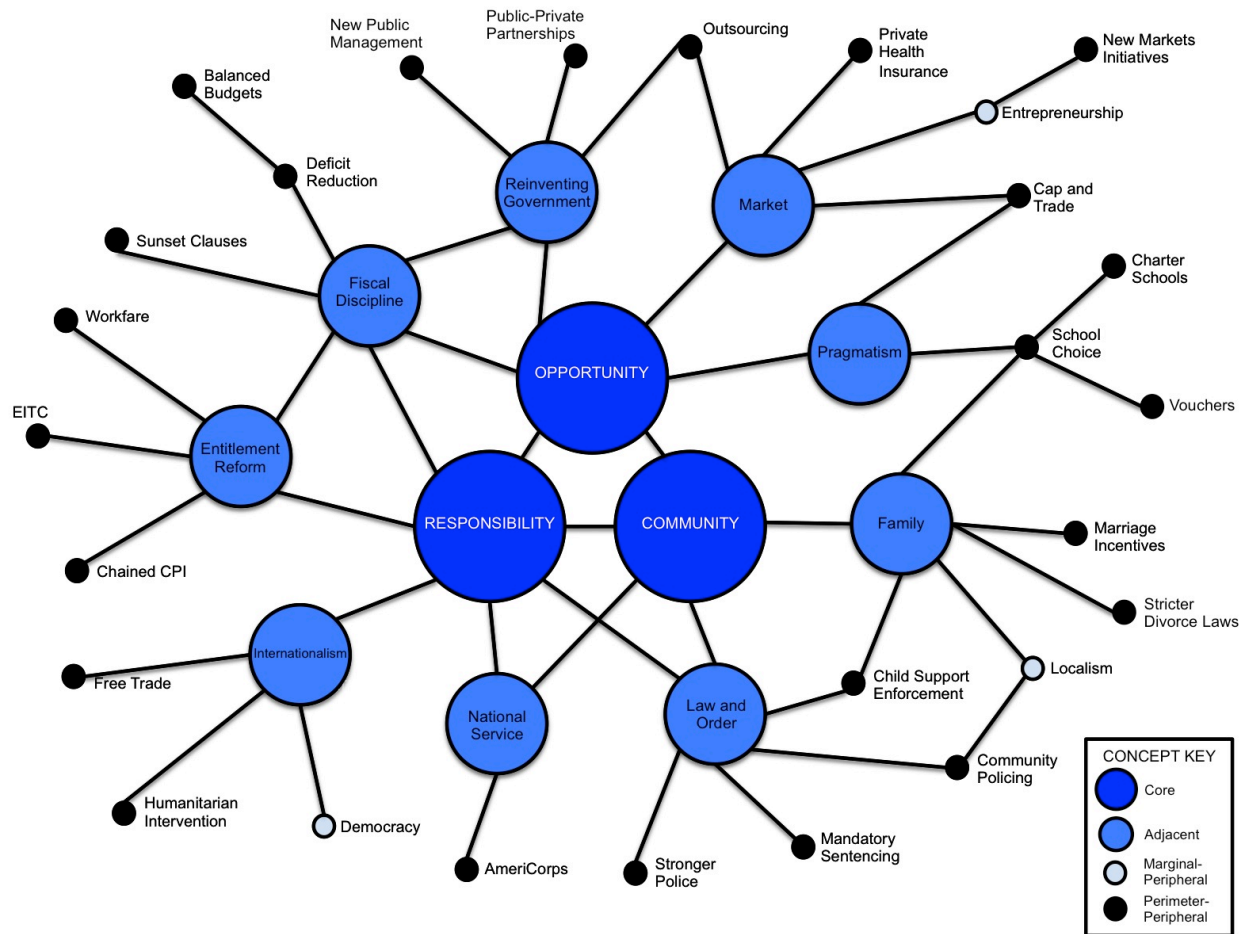 New Public
Management
Public-Private
Partnerships
Outsourcing
Private
Health
Insurance
New Markets
Initiatives
Balanced
Budgets
Entrepreneurship
Deficit
Reduction
Reinventing
Government
Market
Cap and
Trade
Sunset Clauses
Fiscal
Discipline
Charter
Schools
Workfare
OPPORTUNITY
Pragmatism
School
Choice
Vouchers
EITC
Entitlement
Reform
RESPONSIBILITY
COMMUNITY
Family
Marriage
Incentives
Chained CPI
Stricter
Divorce Laws
Internationalism
Free Trade
National
Service
Law and
Order
Child Support
Enforcement
Localism
Community
Policing
Humanitarian
Intervention
Democracy
AmeriCorps
Stronger
Police
Mandatory
Sentencing
CONCEPT KEY
Core
Adjacent
Marginal-
Peripheral
Perimeter-
Peripheral